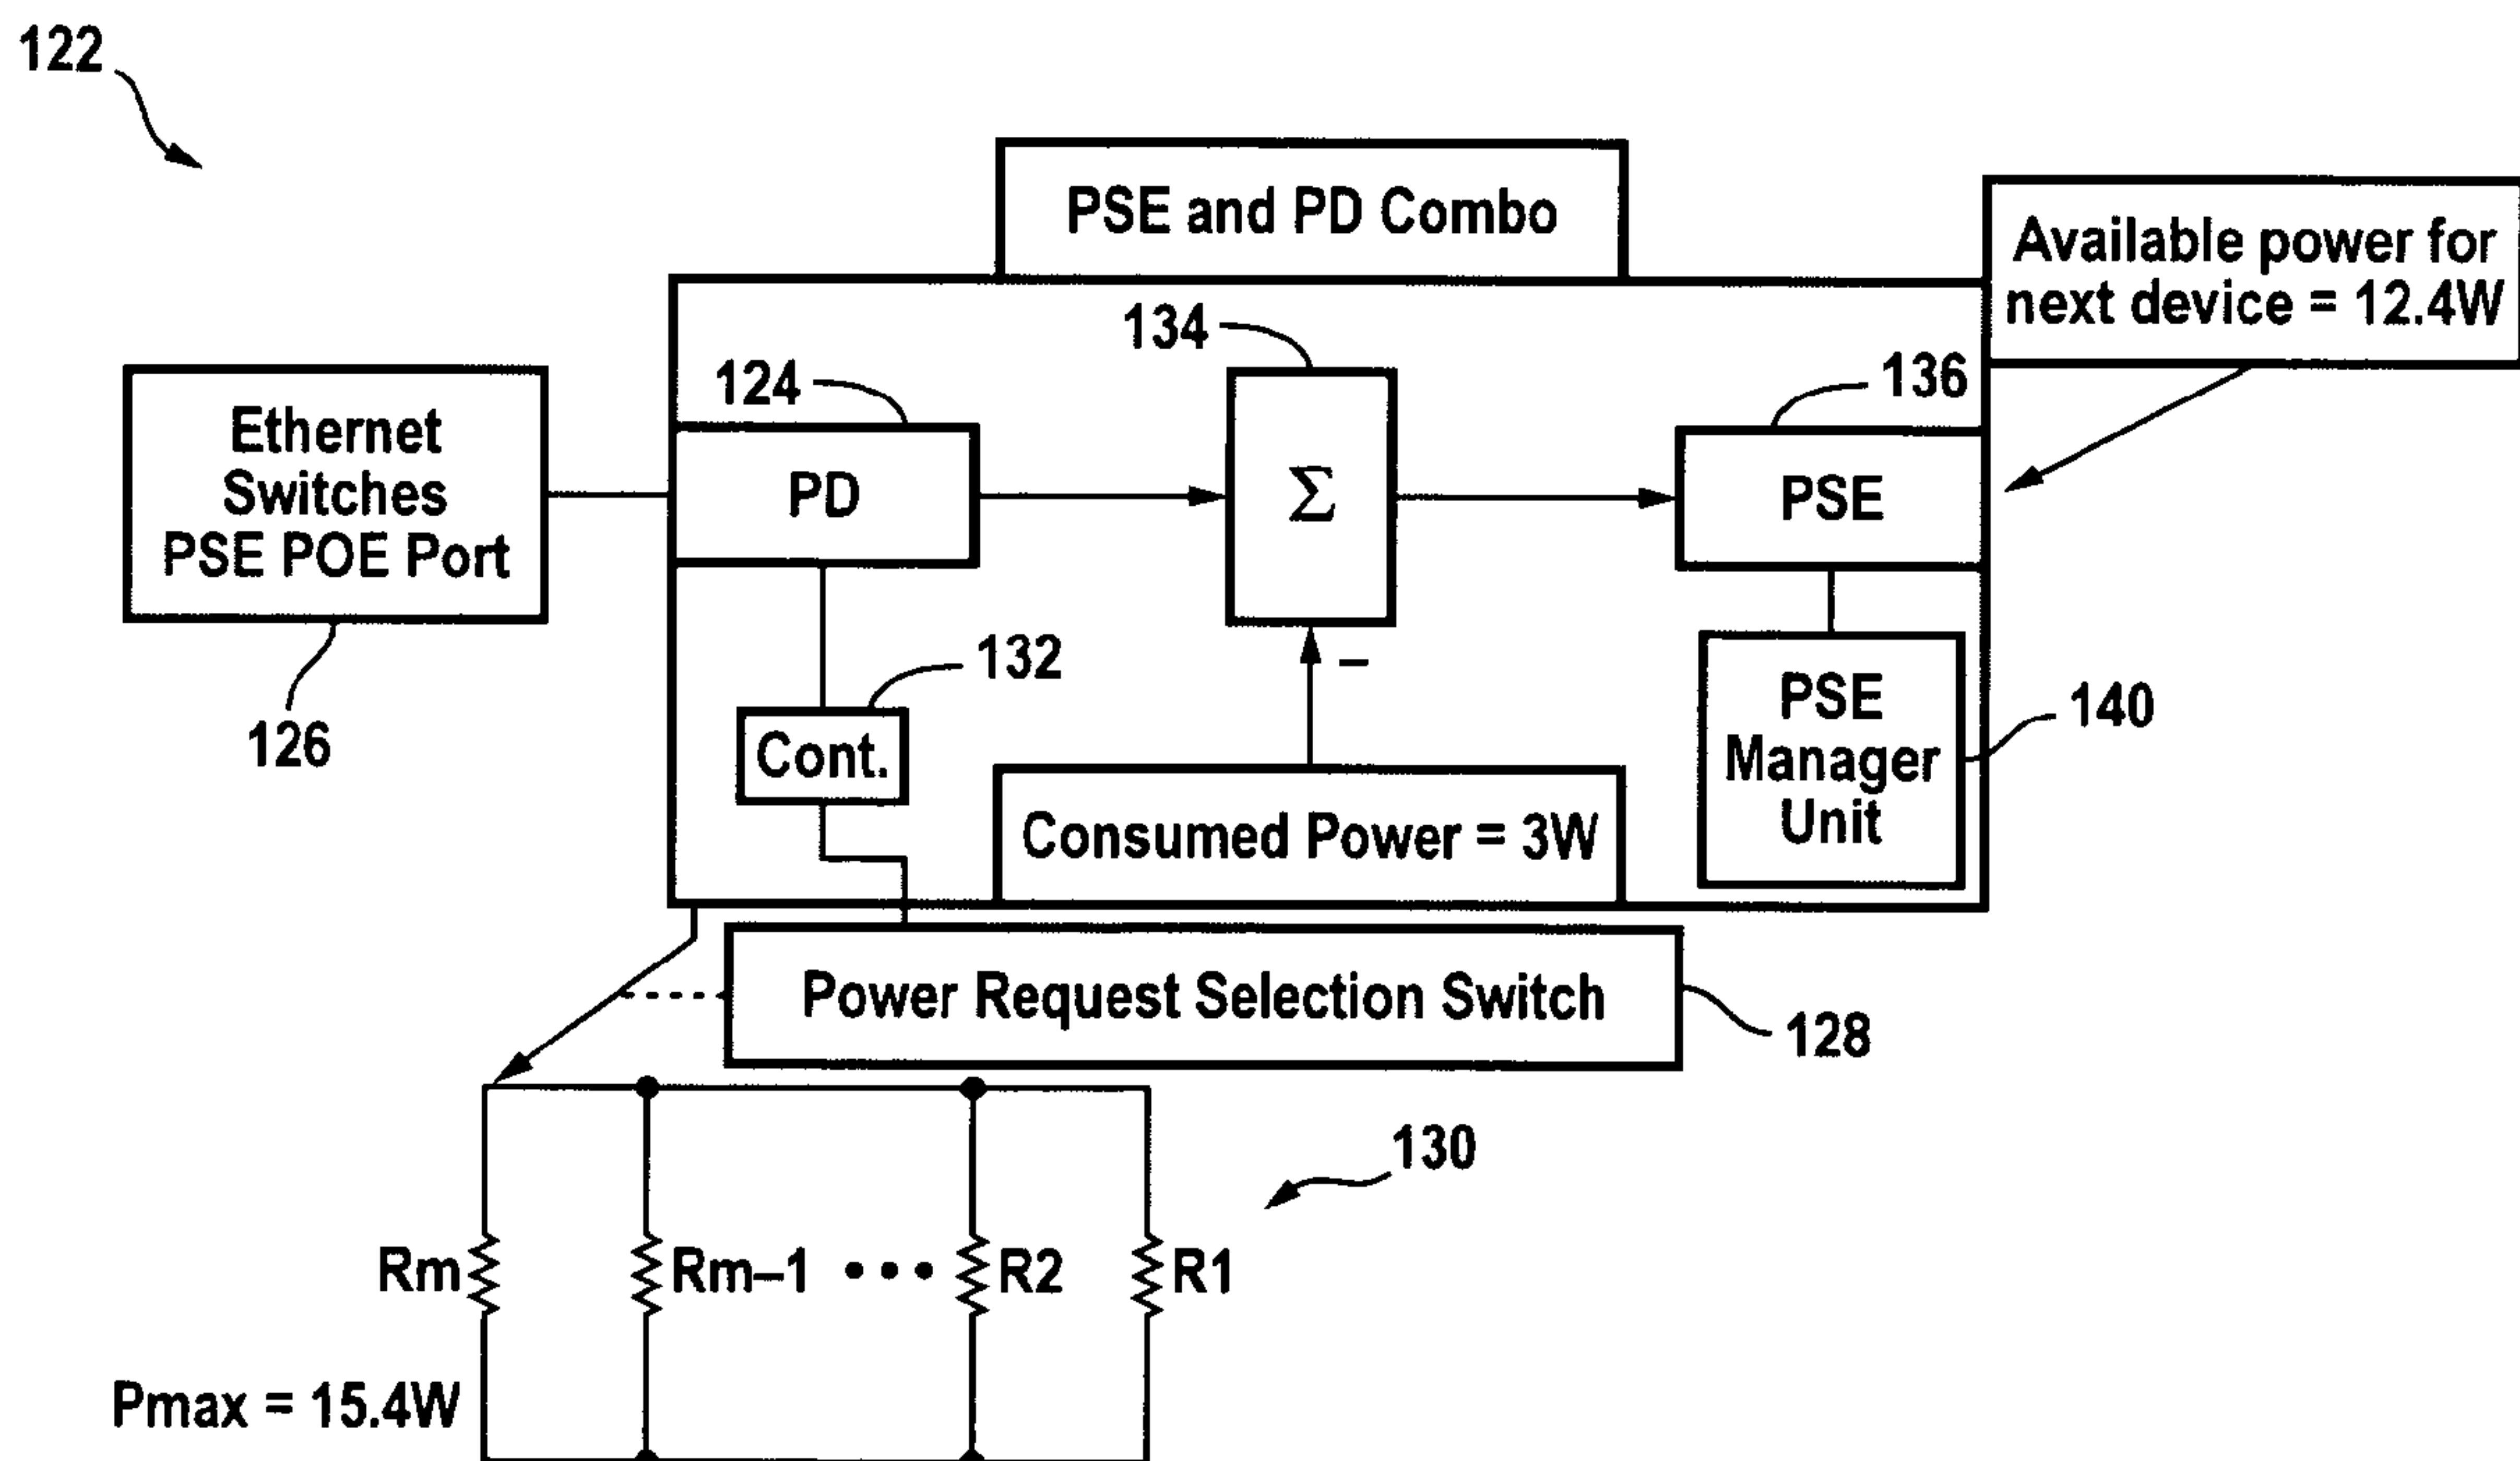 122
PSE and PD Combo
Available power for
next device = 12.4W
134
124
136
Ethernet
Switches
PSE POE Port
PD
Σ
PSE
126
132
Cont.
–
PSE
Manager
Unit
140
Consumed Power = 3W
Power Request Selection Switch
128
130
Rm
Rm–1
•••
R2
R1
Pmax = 15.4W